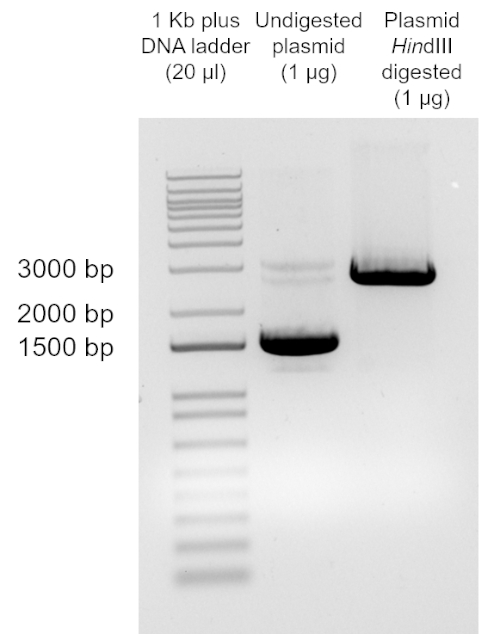 1 Kb plus
DNA ladder
(20 µl)
Undigested
plasmid
(1 µg)
Plasmid
HindIII
digested
(1 µg)
3000 bp
2000 bp
1500 bp